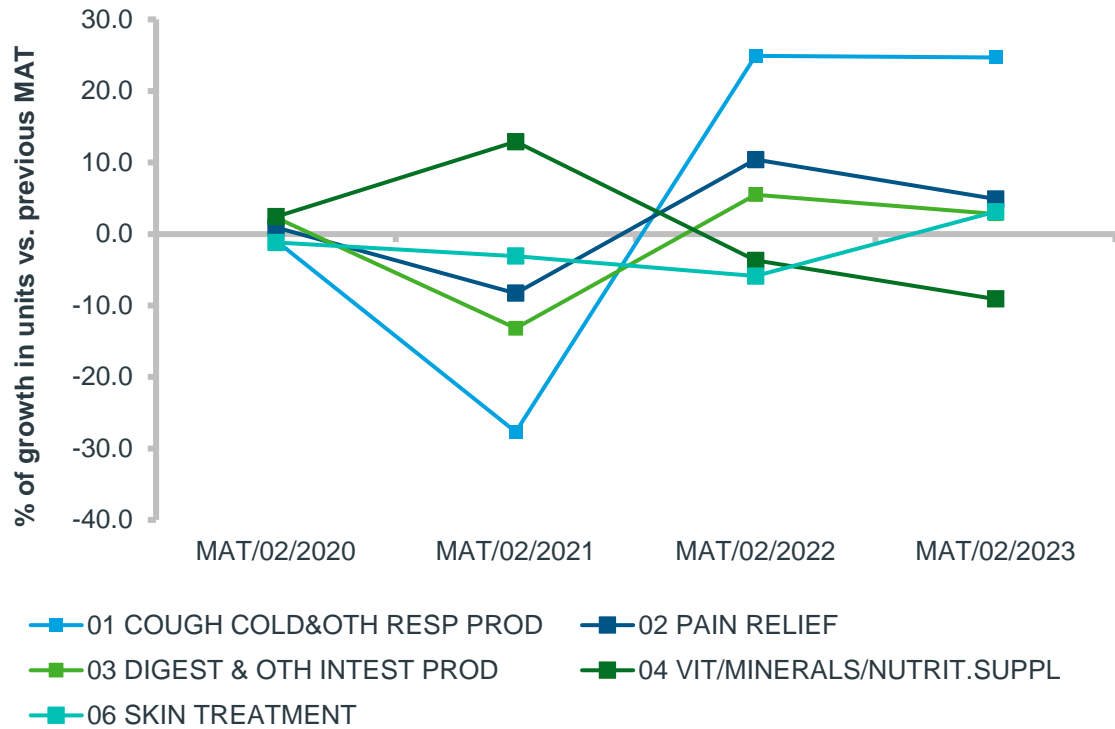 % of growth in units vs. previous MAT
30.0
20.0
10.0
0.0
-10.0
-20.0
-30.0
-40.0
MAT/02/2020 MAT/02/2021 MAT/02/2022 MAT/02/2023
01 COUGH COLD&OTH RESP PROD 02 PAIN RELIEF
03 DIGEST & OTH INTEST PROD 04 VIT/MINERALS/NUTRIT.SUPPL
06 SKIN TREATMENT